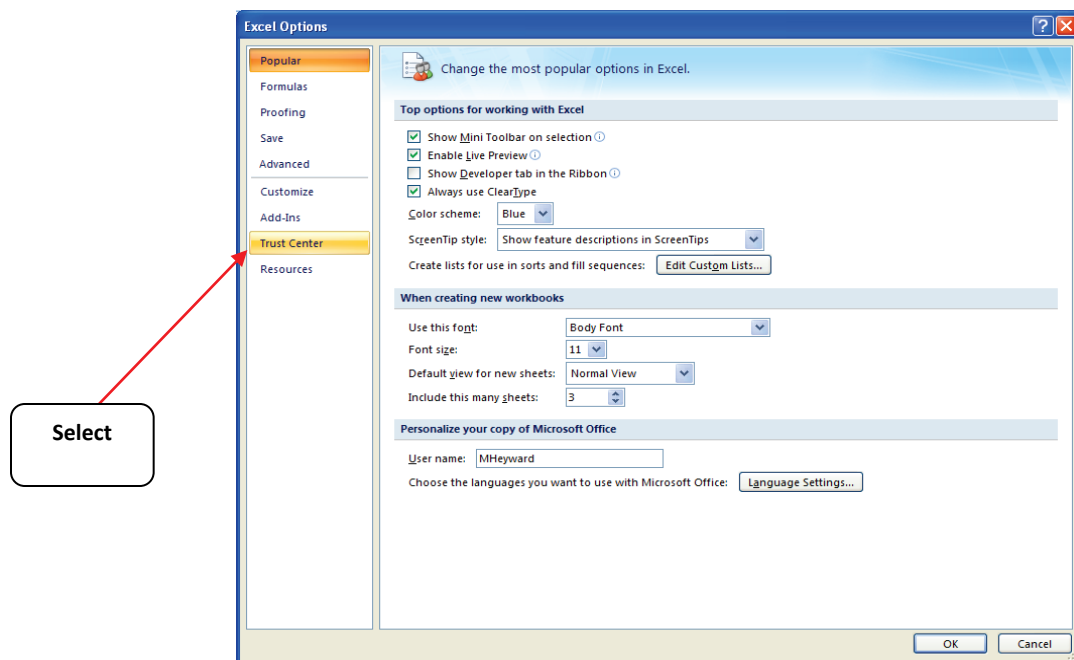 Excel Options
Popular
Formulas
Proofing
Save
Advanced
Customize
Add-Ins
Trust Center
Resources
Change the most popular options in Excel.
Top options for working with Excel
Show Mini Toolbar on selection
Enable Live Preview
Show Developer tab in the Ribbon
Always use ClearType
Color scheme: Blue
ScreenTip style: Show feature descriptions in ScreenTips
Create lists for use in sorts and fill sequences: Edit Custom Lists...
When creating new workbooks
Use this font: Body Font
Font size: 11
Default view for new sheets: Normal View
Include this many sheets: 3
Personalize your copy of Microsoft Office
User name: MHeyward
Choose the languages you want to use with Microsoft Office: Language Settings...
OK Cancel
Select